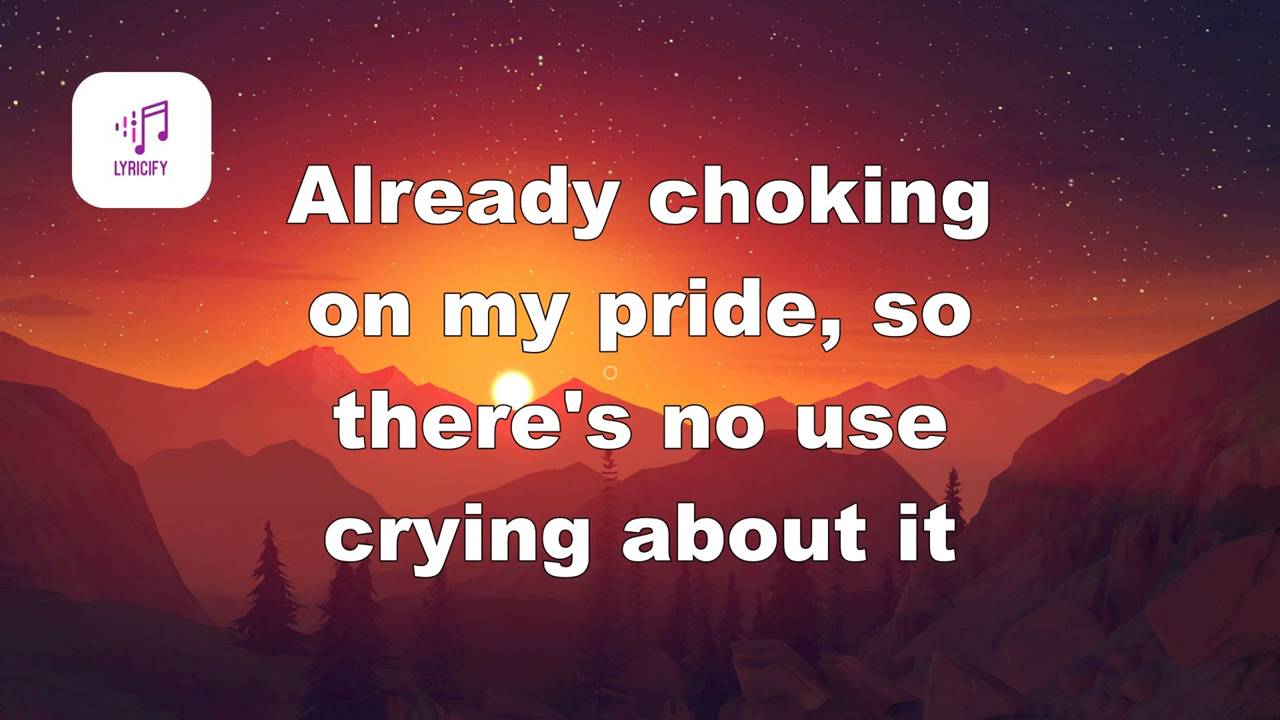 LYRICIFY
Already choking
on my pride, so
there's no use
crying about it